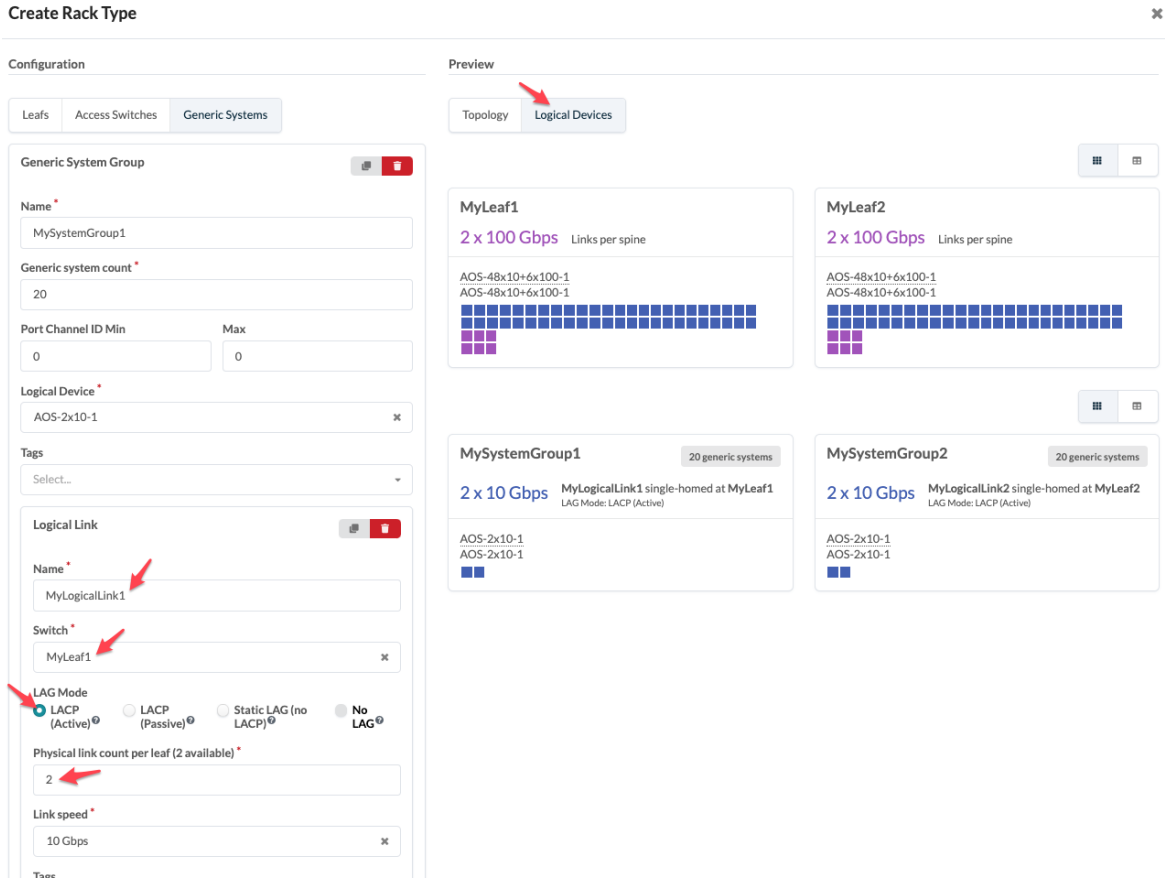 Create Rack Type
Configuration
Leafs Access Switches Generic Systems
Generic System Group
Name *
MySystemGroup1
Generic system count *
20
Port Channel ID Min Max
0 0
Logical Device *
AOS-2x10-1
Tags
Select...
Logical Link
Name *
MyLogicalLink1
Switch *
MyLeaf1
LAG Mode
LACP (Active) LACP (Passive) Static LAG (no LACP) No LAG
Physical link count per leaf (2 available) *
2
Link speed *
10 Gbps
Tags
Preview
Topology Logical Devices
MyLeaf1
2 x 100 Gbps Links per spine
AOS-48x10+6x100-1
AOS-48x10+6x100-1
MyLeaf2
2 x 100 Gbps Links per spine
AOS-48x10+6x100-1
AOS-48x10+6x100-1
MySystemGroup1 20 generic systems
2 x 10 Gbps MyLogicalLink1 single-homed at MyLeaf1
LAG Mode: LACP (Active)
AOS-2x10-1
AOS-2x10-1
MySystemGroup2 20 generic systems
2 x 10 Gbps MyLogicalLink2 single-homed at MyLeaf2
LAG Mode: LACP (Active)
AOS-2x10-1
AOS-2x10-1